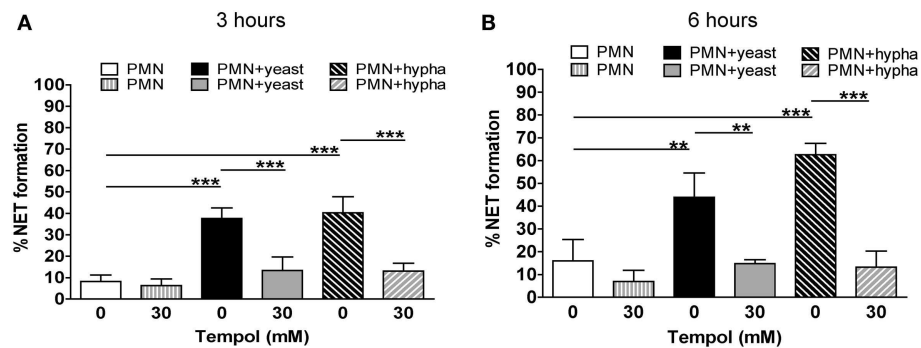 A
3 hours
PMN PMN+yeast PMN+hypha
PMN PMN+yeast PMN+hypha
100
90
80
70
60
50
40
30
20
10
0
% NET formation
***
***
***
***
0 30 0 30 0 30
Tempol (mM)
B
6 hours
PMN PMN+yeast PMN+hypha
PMN PMN+yeast PMN+hypha
100
90
80
70
60
50
40
30
20
10
0
% NET formation
***
***
**
**
0 30 0 30 0 30
Tempol (mM)